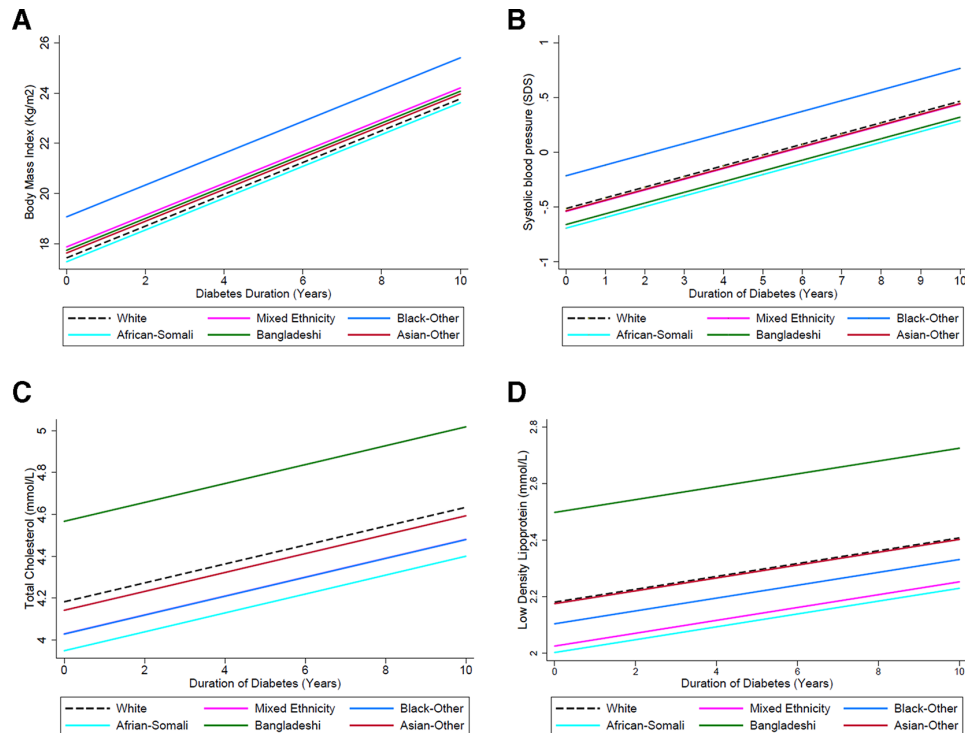 A
Body Mass Index (Kg/m2)
26
24
22
20
18
0 2 4 6 8 10
Diabetes Duration (Years)
White Mixed Ethnicity Black-Other
African-Somali Bangladeshi Asian-Other
B
Systolic blood pressure (SDS)
1
.5
0
-.5
-1
0 1 2 3 4 5 6 7 8 9 10
Duration of Diabetes (Years)
White Mixed Ethnicity Black-Other
African-Somali Bangladeshi Asian-Other
C
Total Cholesterol (mmol/L)
5
4.8
4.6
4.4
4.2
4
0 2 4 6 8 10
Duration of Diabetes (Years)
White Mixed Ethnicity Black-Other
Afrian-Somali Bangladeshi Asian-Other
D
Low Density Lipoprotein (mmol/L)
2.8
2.6
2.4
2.2
2
0 2 4 6 8 10
Duration of Diabetes (Years)
White Mixed Ethnicity Black-Other
African-Somali Bangladeshi Asian-Other